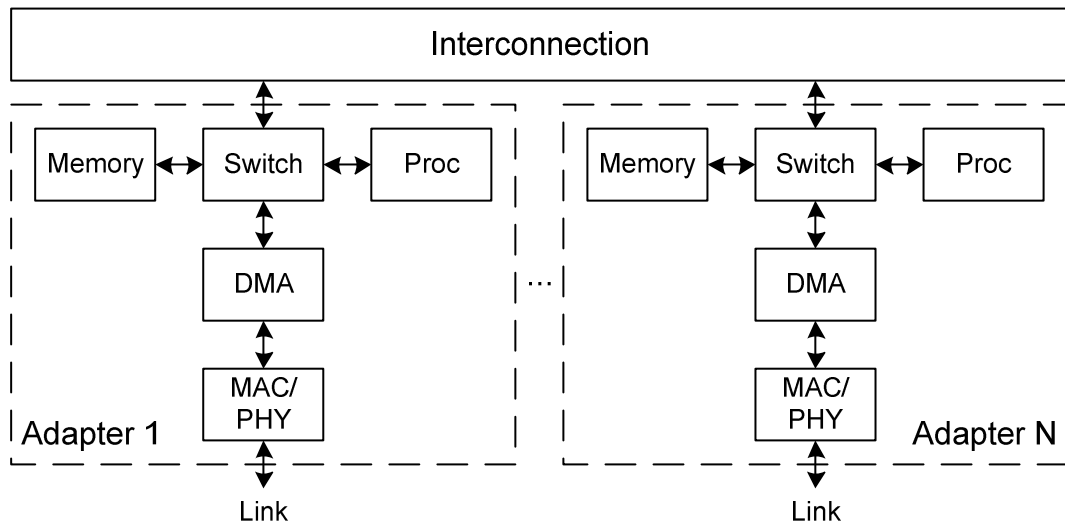 Interconnection
Memory Switch Proc
Memory Switch Proc
DMA
...
DMA
MAC/
PHY
MAC/
PHY
Adapter 1
Adapter N
Link
Link